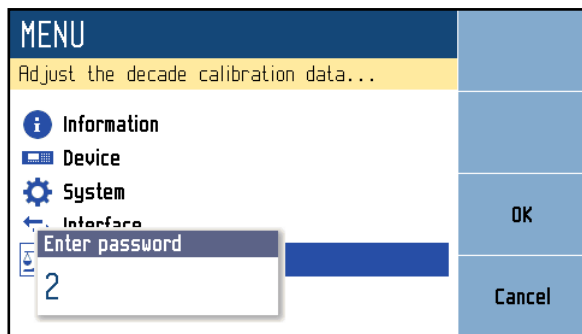 MENU
Adjust the decade calibration data...
Information
Device
System
Interface
Enter password
2
OK
Cancel